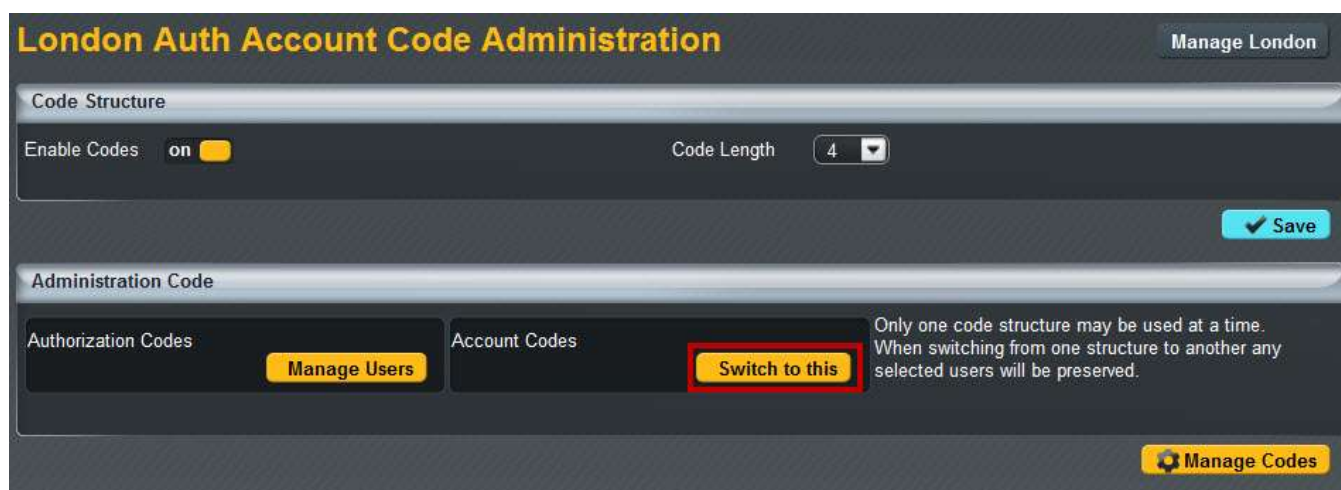 London Auth Account Code Administration
Manage London
Code Structure
Enable Codes on
Code Length 4
Save
Administration Code
Authorization Codes
Manage Users
Account Codes
Switch to this
Only one code structure may be used at a time.
When switching from one structure to another any
selected users will be preserved.
Manage Codes